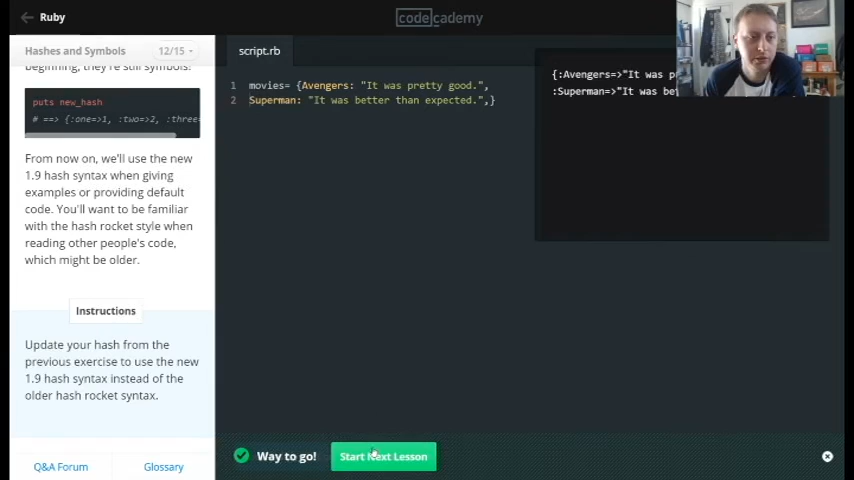 Ruby
codecademy
Hashes and Symbols
12/15
beginning, they're still symbols!
puts new_hash
# ==> {:one=>1, :two=>2, :three=
From now on, we'll use the new
1.9 hash syntax when giving
examples or providing default
code. You'll want to be familiar
with the hash rocket style when
reading other people's code,
which might be older.
Instructions
Update your hash from the
previous exercise to use the new
1.9 hash syntax instead of the
older hash rocket syntax.
Q&A Forum
Glossary
script.rb
1 movies= {Avengers: "It was pretty good.",
2 Superman: "It was better than expected.",}
{:Avengers=>"It was
:Superman=>"It was
Way to go!
Start Next Lesson